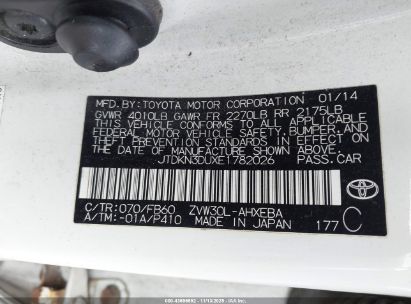 MFD. BY: TOYOTA MOTOR CORPORATION 01/14
GVWR 4010LB GAWR FR 2270LB RR 2175LB
THIS VEHICLE CONFORMS TO ALL APPLICABLE
FEDERAL MOTOR VEHICLE SAFETY, BUMPER, AND
THEFT PREVENTION STANDARDS IN EFFECT ON
THE DATE OF MANUFACTURE SHOWN ABOVE.
JTDKN3DUXE1782026 PASS.CAR
C/TR: 070/FB60 ZVW30L-AHXEBA
A/TM: -01A/P410 MADE IN JAPAN 177 C
TOYOTA